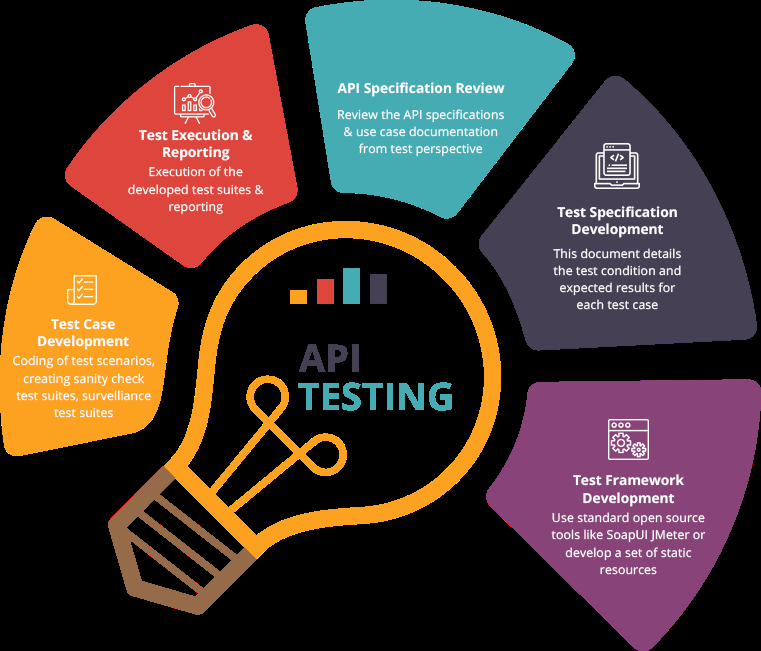 API Specification Review
Review the API specifications
& use case documentation
from test perspective
Test Execution &
Reporting
Execution of the
developed test suites &
reporting
Test Specification
Development
This document details
the test condition and
expected results for
each test case
Test Case
Development
Coding of test scenarios,
creating sanity check
test suites, survelliance
test suites
API
TESTING
Test Framework
Development
Use standard open source
tools like SoapUI JMeter or
develop a set of static
resources